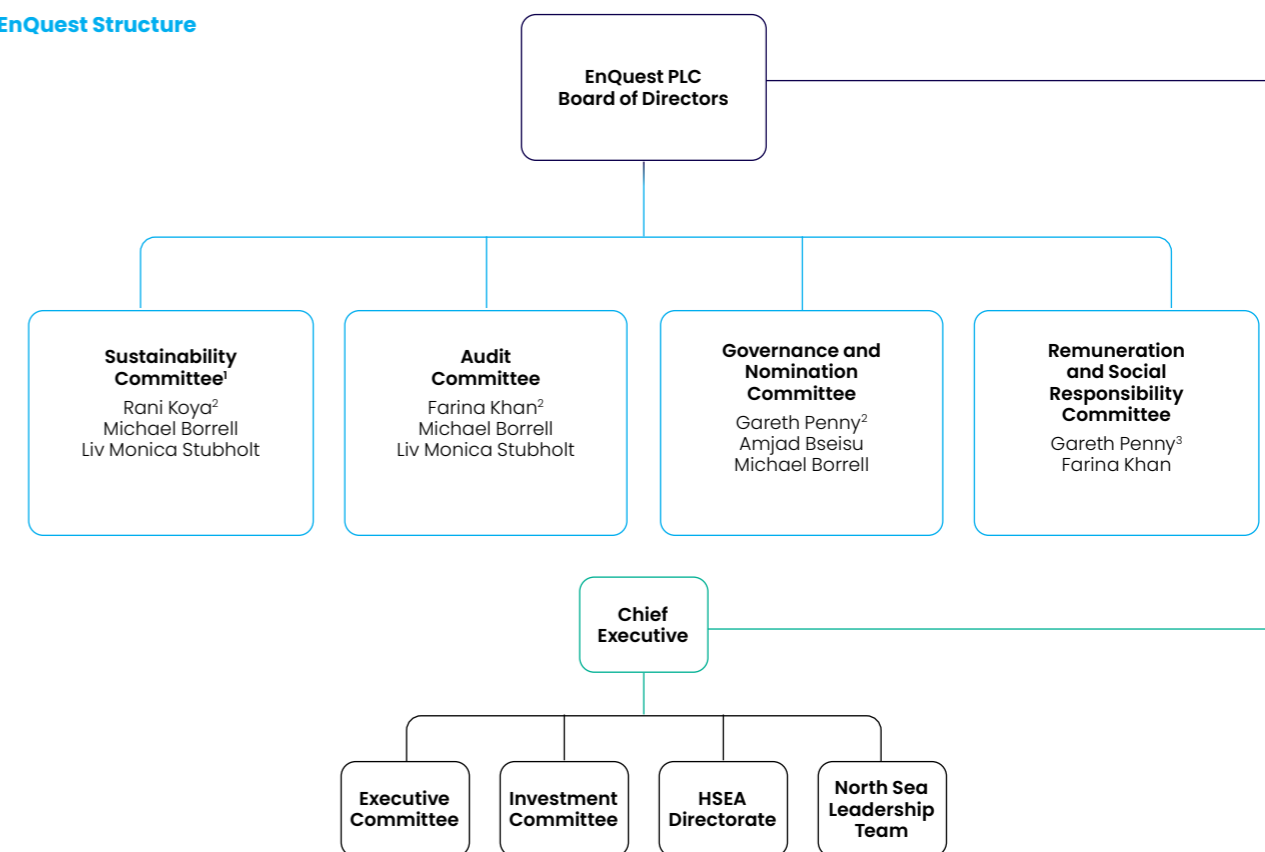 EnQuest Structure
EnQuest PLC
Board of Directors
Sustainability
Committee¹
Rani Koya²
Michael Borrell
Liv Monica Stubholt
Audit
Committee
Farina Khan²
Michael Borrell
Liv Monica Stubholt
Governance and
Nomination
Committee
Gareth Penny²
Amjad Bseisu
Michael Borrell
Remuneration
and Social
Responsibility
Committee
Gareth Penny³
Farina Khan
Chief
Executive
Executive
Committee
Investment
Committee
HSEA
Directorate
North Sea
Leadership
Team